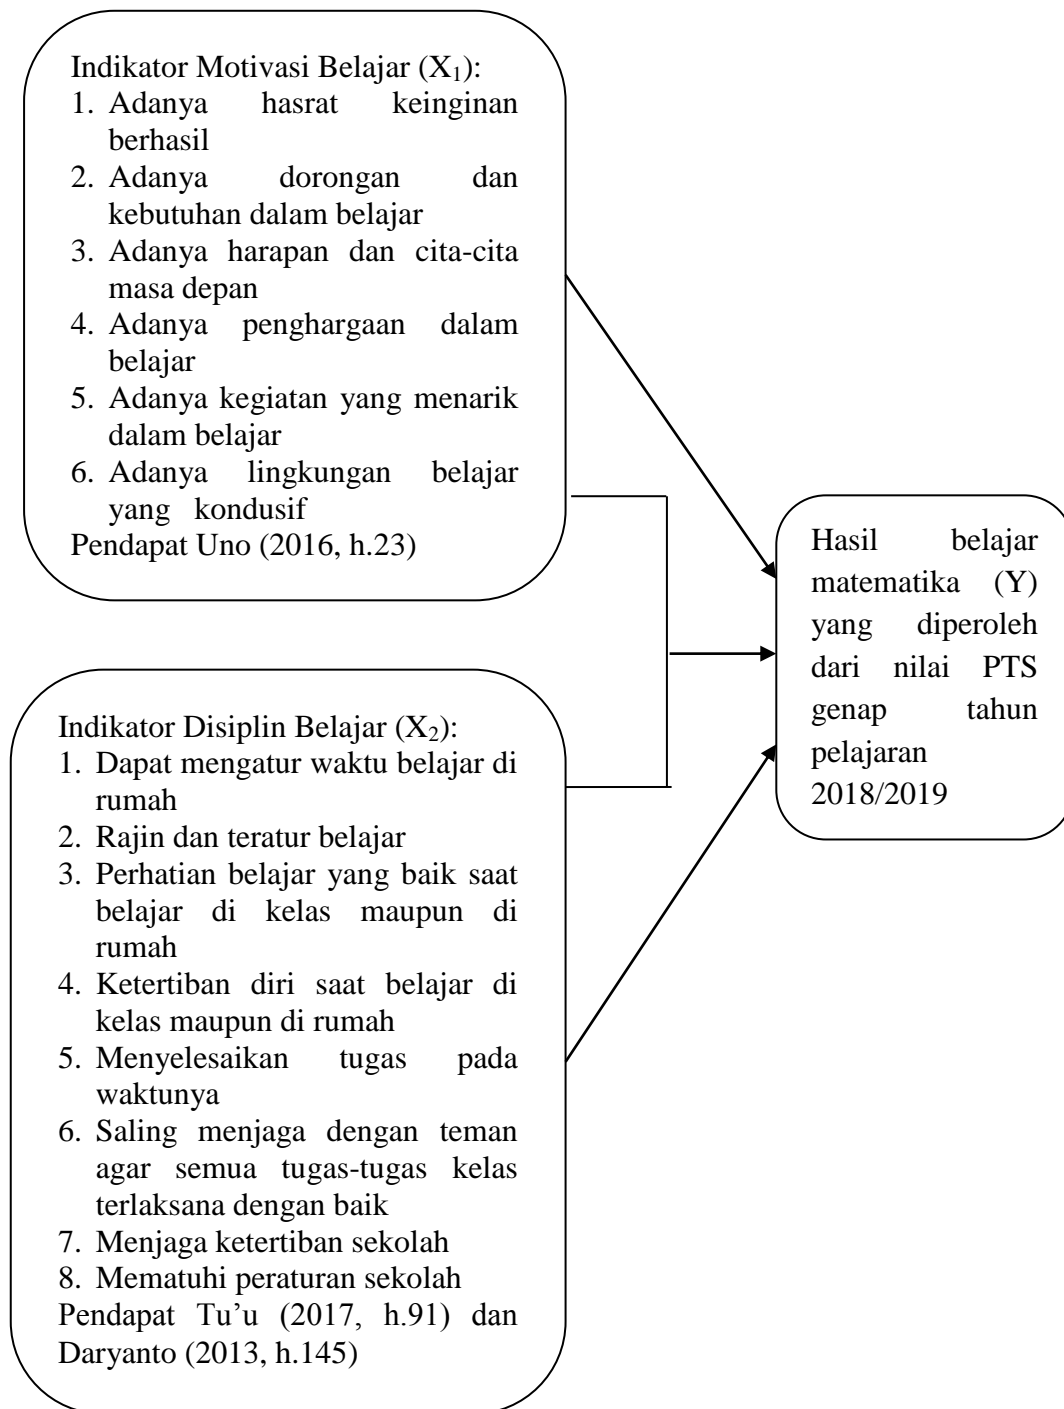 Indikator Motivasi Belajar (X₁):
1. Adanya hasrat keinginan
berhasil
2. Adanya dorongan dan
kebutuhan dalam belajar
3. Adanya harapan dan cita-cita
masa depan
4. Adanya penghargaan dalam
belajar
5. Adanya kegiatan yang menarik
dalam belajar
6. Adanya lingkungan belajar
yang kondusif
Pendapat Uno (2016, h.23)
Indikator Disiplin Belajar (X₂):
1. Dapat mengatur waktu belajar di
rumah
2. Rajin dan teratur belajar
3. Perhatian belajar yang baik saat
belajar di kelas maupun di
rumah
4. Ketertiban diri saat belajar di
kelas maupun di rumah
5. Menyelesaikan tugas pada
waktunya
6. Saling menjaga dengan teman
agar semua tugas-tugas kelas
terlaksana dengan baik
7. Menjaga ketertiban sekolah
8. Mematuhi peraturan sekolah
Pendapat Tu’u (2017, h.91) dan
Daryanto (2013, h.145)
Hasil belajar
matematika (Y)
yang diperoleh
dari nilai PTS
genap tahun
pelajaran
2018/2019